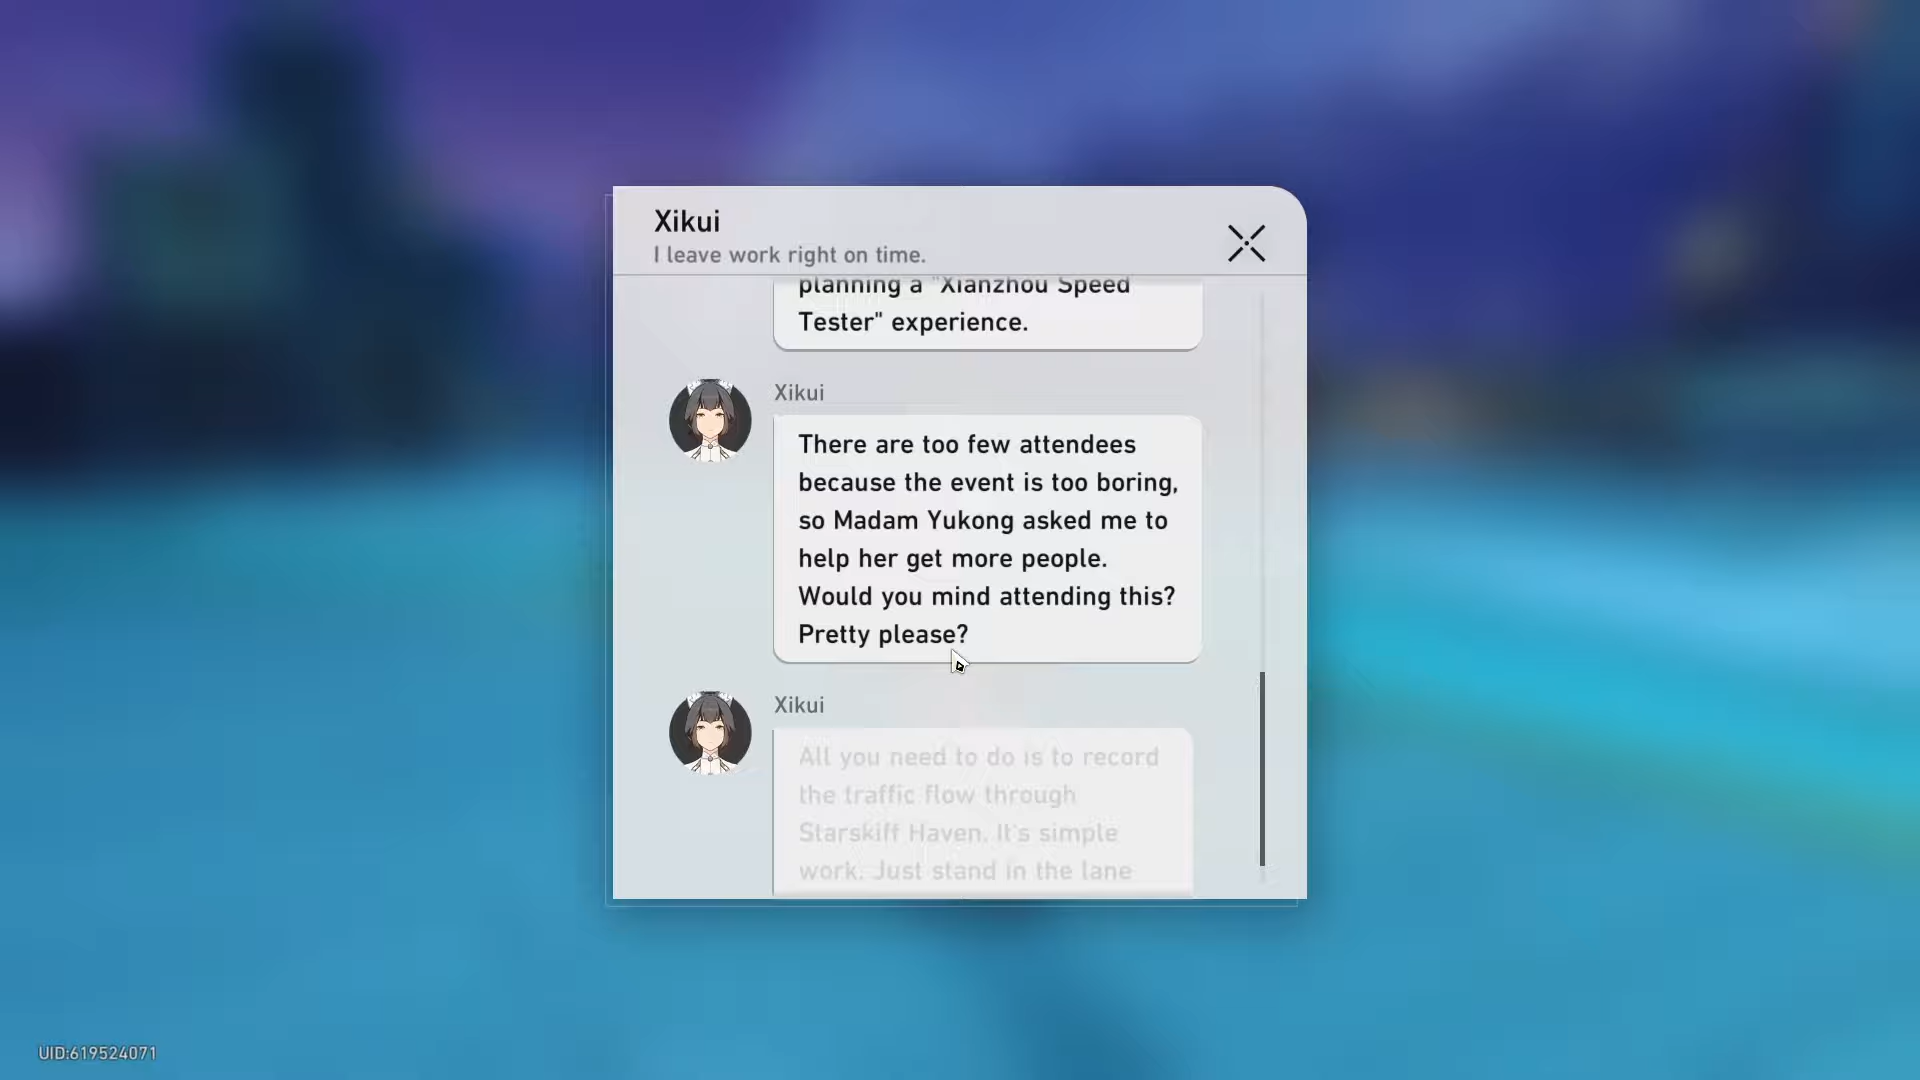 Xikui
I leave work right on time.
planning a "Xianzhou Speed
Tester" experience.
Xikui
There are too few attendees
because the event is too boring,
so Madam Yukong asked me to
help her get more people.
Would you mind attending this?
Pretty please?
Xikui
All you need to do is to record
the traffic flow through
Starskiff Haven. It's simple
work. Just stand in the lane
UID:619524071